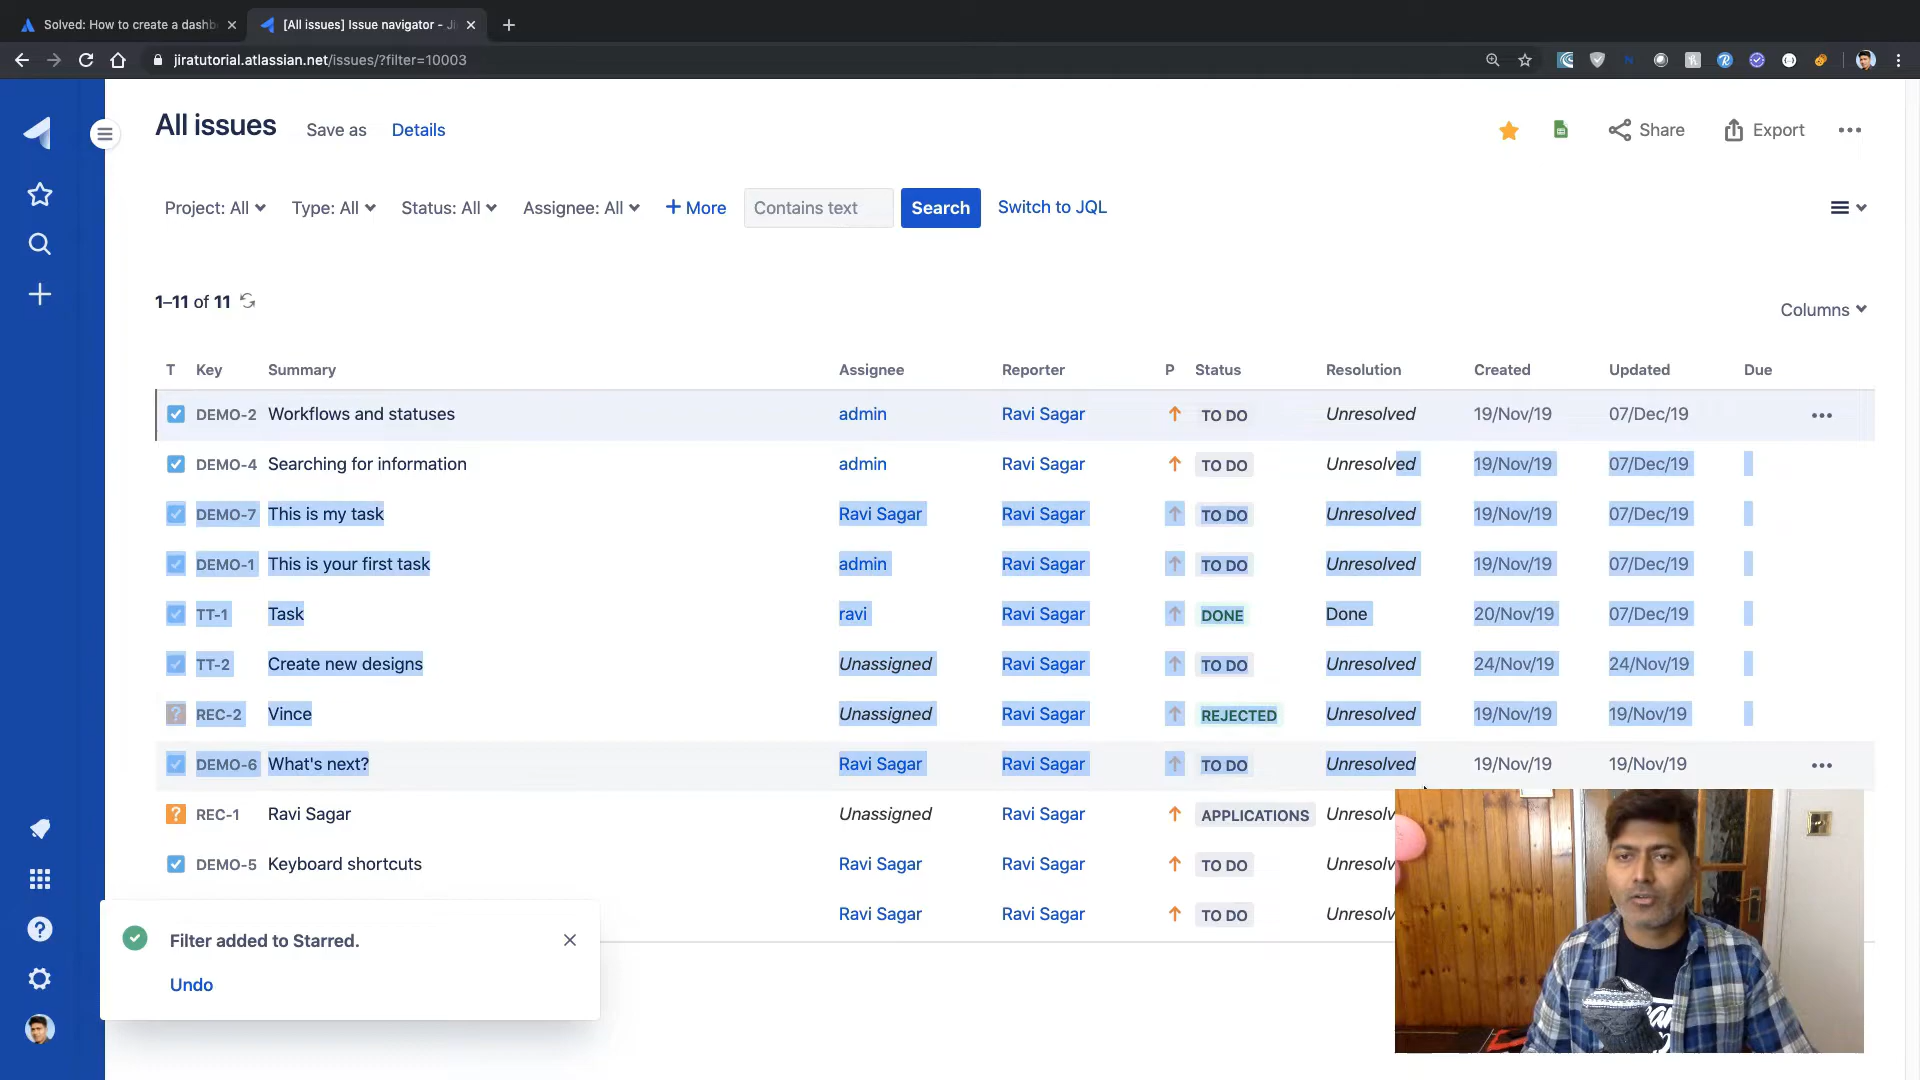 Solved: How to create a dashb
[All issues] Issue navigator - Ji
jiratutorial.atlassian.net/issues/?filter=10003
All issues Save as Details Share Export
Project: All Type: All Status: All Assignee: All + More Contains text Search Switch to JQL
1–11 of 11
Columns
T Key Summary Assignee Reporter P Status Resolution Created Updated Due
DEMO-2 Workflows and statuses admin Ravi Sagar TO DO Unresolved 19/Nov/19 07/Dec/19
DEMO-4 Searching for information admin Ravi Sagar TO DO Unresolved 19/Nov/19 07/Dec/19
DEMO-7 This is my task Ravi Sagar Ravi Sagar TO DO Unresolved 19/Nov/19 07/Dec/19
DEMO-1 This is your first task admin Ravi Sagar TO DO Unresolved 19/Nov/19 07/Dec/19
TT-1 Task ravi Ravi Sagar DONE Done 20/Nov/19 07/Dec/19
TT-2 Create new designs Unassigned Ravi Sagar TO DO Unresolved 24/Nov/19 24/Nov/19
REC-2 Vince Unassigned Ravi Sagar REJECTED Unresolved 19/Nov/19 19/Nov/19
DEMO-6 What's next? Ravi Sagar Ravi Sagar TO DO Unresolved 19/Nov/19 19/Nov/19
REC-1 Ravi Sagar Unassigned Ravi Sagar APPLICATIONS Unresolv
DEMO-5 Keyboard shortcuts Ravi Sagar Ravi Sagar TO DO Unresolv
Ravi Sagar Ravi Sagar TO DO Unresolv
Filter added to Starred.
Undo